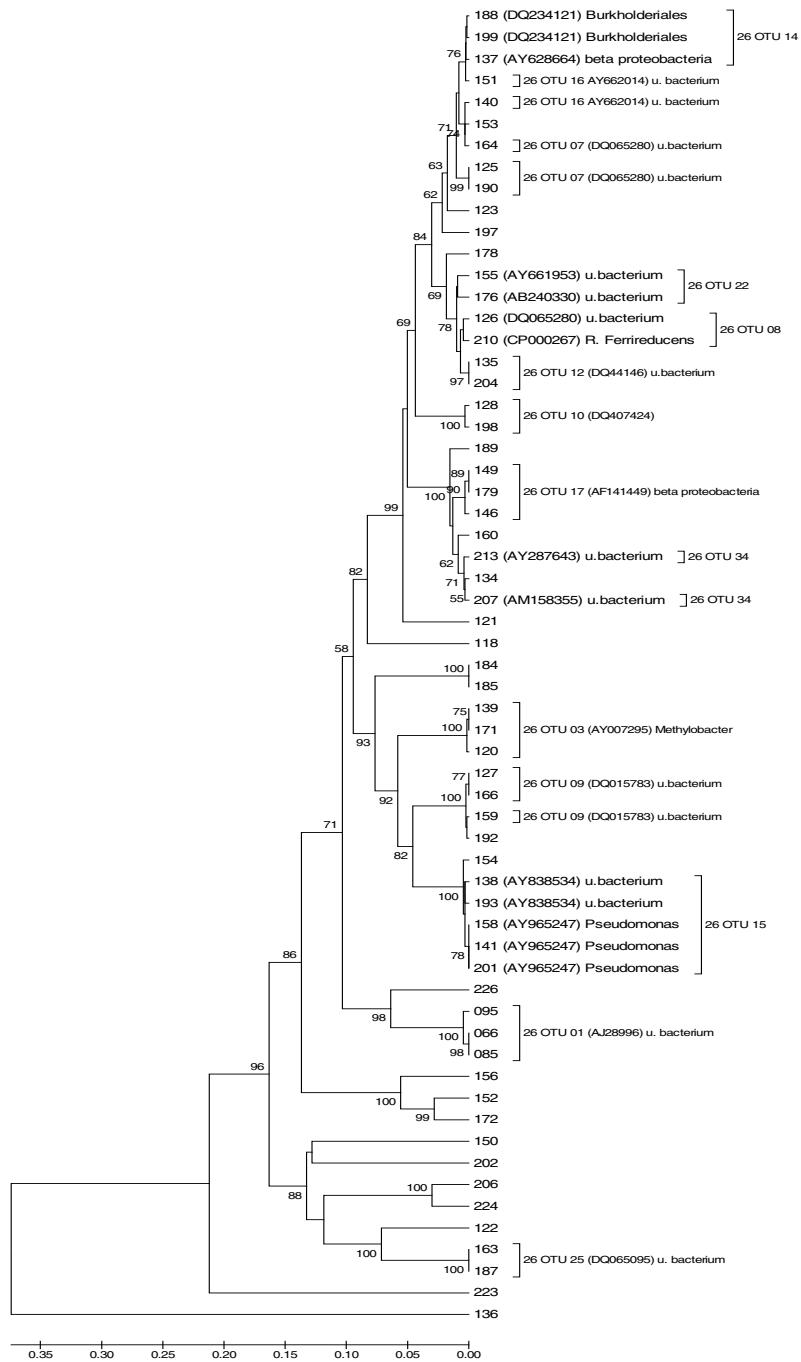 188 (DQ234121) Burkholderiales
199 (DQ234121) Burkholderiales
26 OTU 14
137 (AY628664) beta proteobacteria
76
151
26 OTU 16 AY662014) u. bacterium
140
26 OTU 16 AY662014) u. bacterium
153
71
74
164
26 OTU 07 (DQ065280) u.bacterium
125
63
26 OTU 07 (DQ065280) u.bacterium
99
190
62
123
197
84
178
155 (AY661953) u.bacterium
26 OTU 22
69
176 (AB240330) u.bacterium
126 (DQ065280) u.bacterium
69
78
26 OTU 08
210 (CP000267) R. Ferrireducens
135
26 OTU 12 (DQ44146) u.bacterium
97
204
128
26 OTU 10 (DQ407424)
100
198
189
89
149
90
179
26 OTU 17 (AF141449) beta proteobacteria
100
146
99
160
62
213 (AY287643) u.bacterium
26 OTU 34
82
71
134
55
207 (AM158355) u.bacterium
26 OTU 34
121
118
58
100
184
185
75
139
100
171
26 OTU 03 (AY007295) Methylobacter
93
120
77
127
26 OTU 09 (DQ015783) u.bacterium
92
100
166
159
26 OTU 09 (DQ015783) u.bacterium
71
192
82
154
138 (AY838534) u.bacterium
100
193 (AY838534) u.bacterium
158 (AY965247) Pseudomonas
26 OTU 15
141 (AY965247) Pseudomonas
86
78
201 (AY965247) Pseudomonas
226
98
095
100
066
26 OTU 01 (AJ28996) u. bacterium
98
085
96
156
100
152
99
172
150
202
88
100
206
224
122
100
163
26 OTU 25 (DQ065095) u. bacterium
100
187
223
136
0.35 0.30 0.25 0.20 0.15 0.10 0.05 0.00